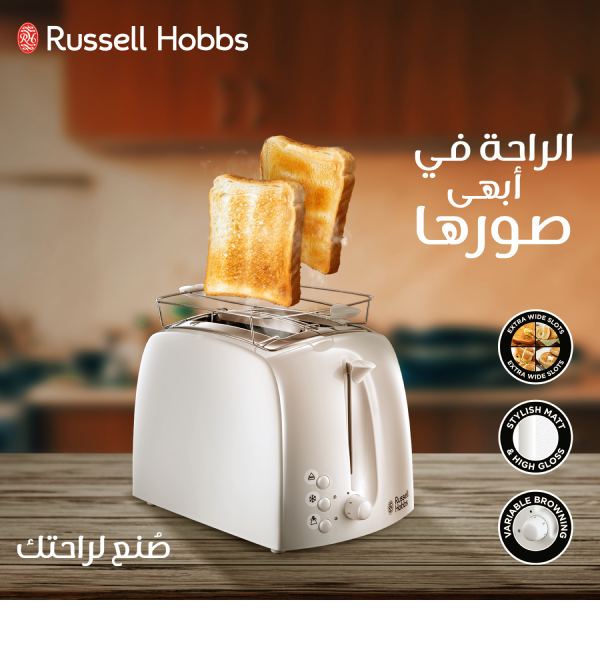 Russell Hobbs
الراحة في
أبهى
صورها
EXTRA WIDE SLOTS
EXTRA WIDE SLOTS
STYLISH MATT
& HIGH GLOSS
VARIABLE BROWNING
Russell
Hobbs
صُنع لراحتك